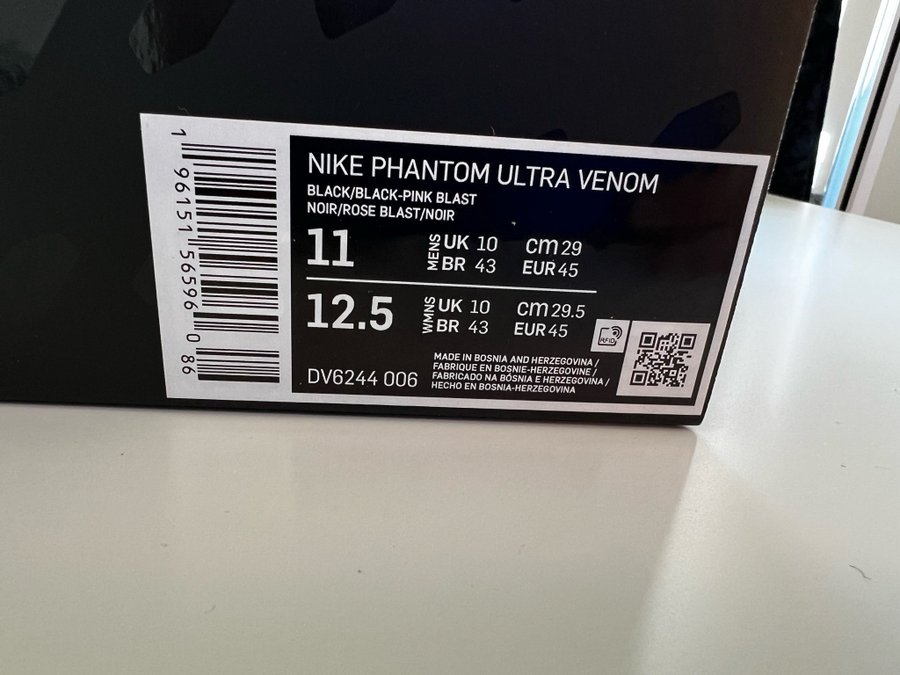 1 96151 56596 0 86
NIKE PHANTOM ULTRA VENOM
BLACK/BLACK-PINK BLAST
NOIR/ROSE BLAST/NOIR
11 MENS UK 10 cm 29
BR 43 EUR 45
12.5 WMNS UK 10 cm 29.5
BR 43 EUR 45
RFID
DV6244 006
MADE IN BOSNIA AND HERZEGOVINA /
FABRIQUE EN BOSNIE-HERZEGOVINE /
FABRICADO NA BÓSNIA E HERZEGOVINA /
HECHO EN BOSNIA-HERZEGOVINA